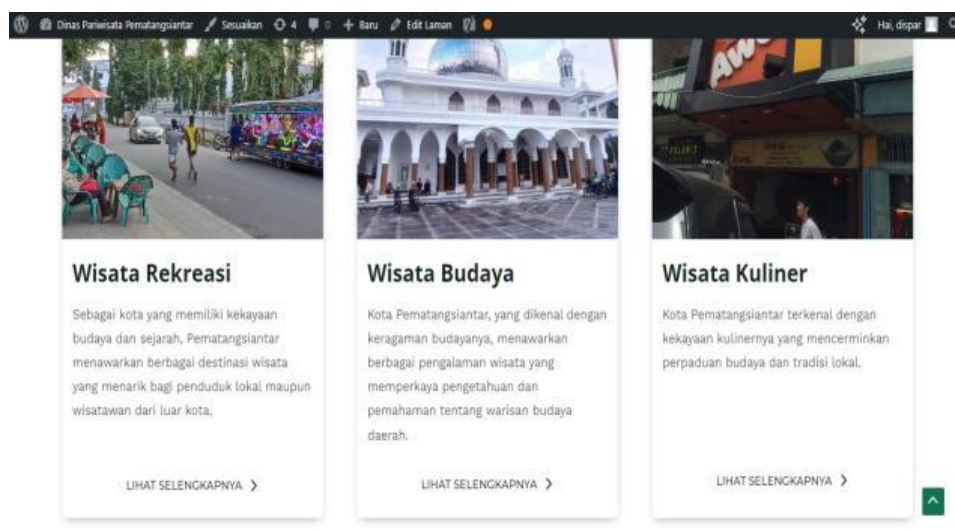 Dinas Pariwisata Pematangsiantar Sesuaikan 4 0 Baru Edit Laman Hai, dispar
AW
Wisata Rekreasi
Sebagai kota yang memiliki kekayaan
budaya dan sejarah, Pematangsiantar
menawarkan berbagai destinasi wisata
yang menarik bagi penduduk lokal maupun
wisatawan dari luar kota.
LIHAT SELENGKAPNYA
Wisata Budaya
Kota Pematangsiantar, yang dikenal dengan
keragaman budayanya, menawarkan
berbagai pengalaman wisata yang
memperkaya pengetahuan dan
pemahaman tentang warisan budaya
daerah.
LIHAT SELENGKAPNYA
Wisata Kuliner
Kota Pematangsiantar terkenal dengan
kekayaan kulinernya yang mencerminkan
perpaduan budaya dan tradisi lokal.
LIHAT SELENGKAPNYA